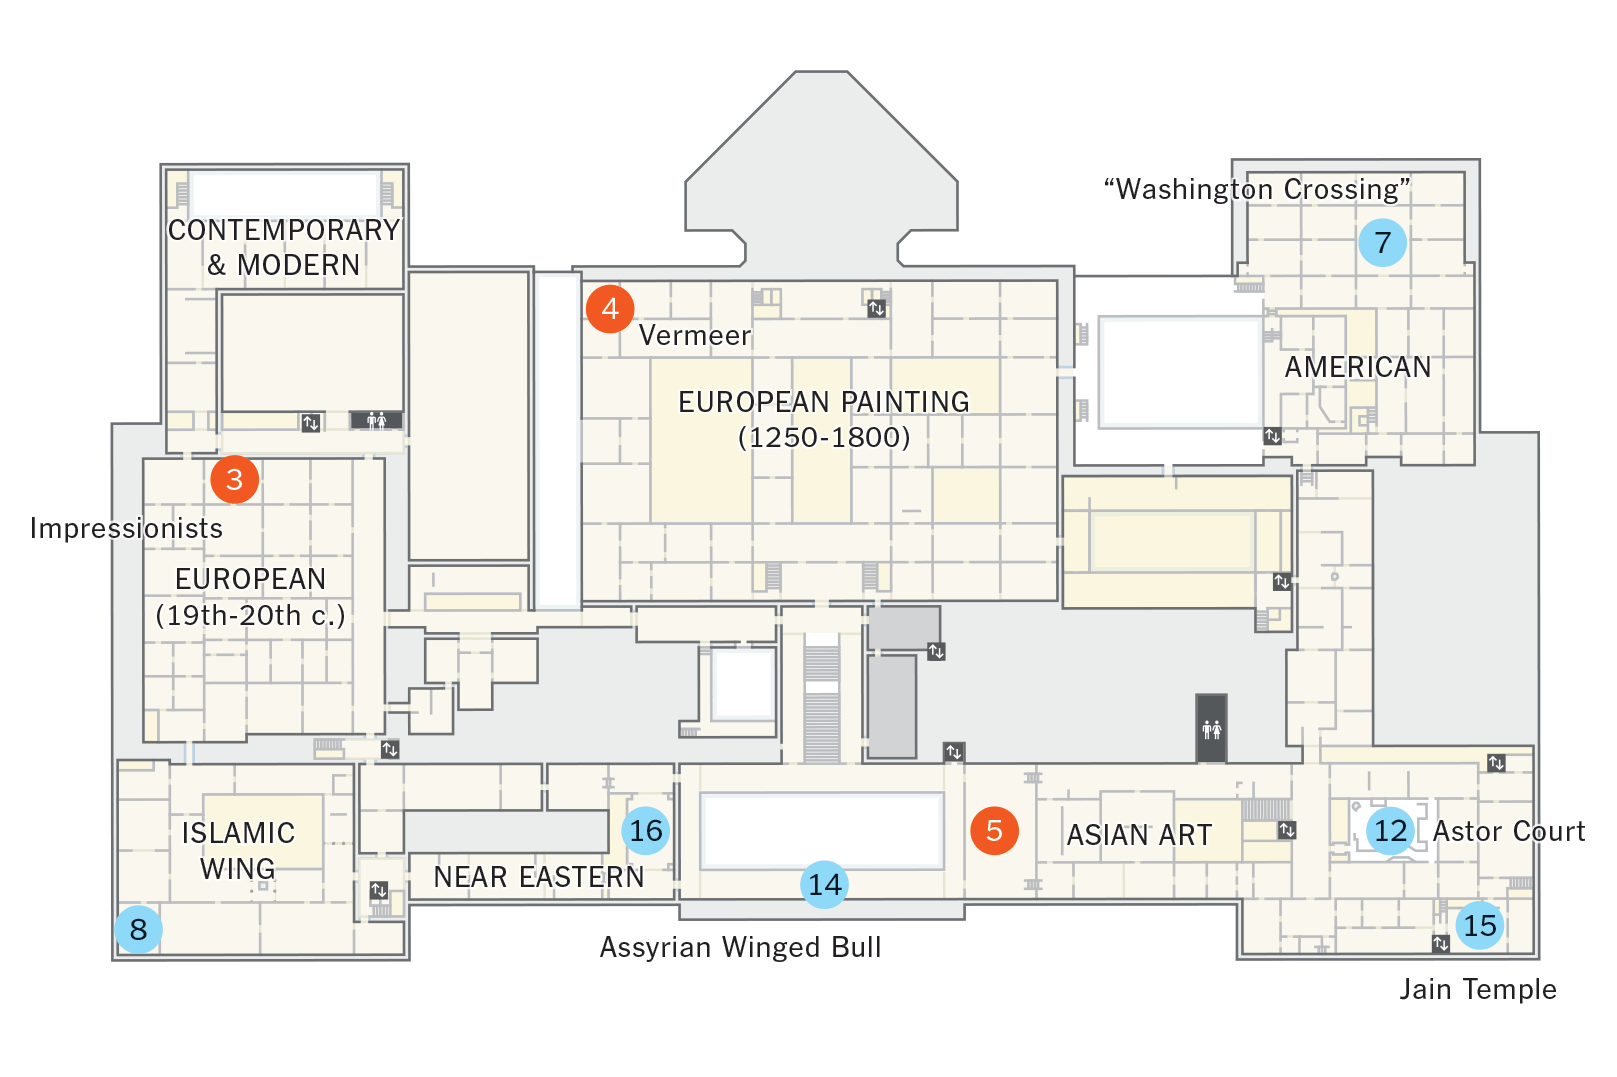 “Washington Crossing”
7
CONTEMPORARY
& MODERN
4
Vermeer
AMERICAN
EUROPEAN PAINTING
(1250-1800)
3
Impressionists
EUROPEAN
(19th-20th c.)
ISLAMIC
WING
16
5
ASIAN ART
12
Astor Court
NEAR EASTERN
14
8
15
Assyrian Winged Bull
Jain Temple